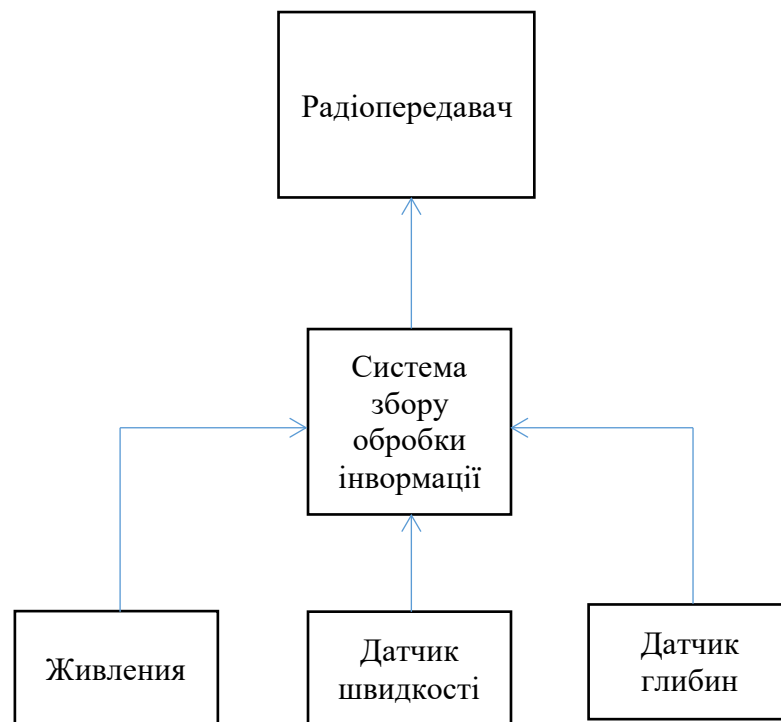 Радіопередавач
Система
збору
обробки
інвормації
Живлення
Датчик
швидкості
Датчик
глибин